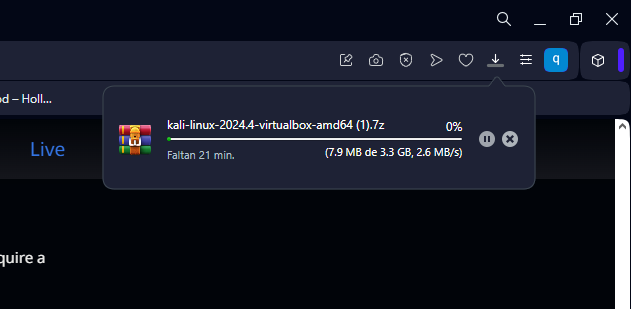 q
od – Holl...
kali-linux-2024.4-virtualbox-amd64 (1).7z
0%
Faltan 21 min.
(7.9 MB de 3.3 GB, 2.6 MB/s)
Live
quire a